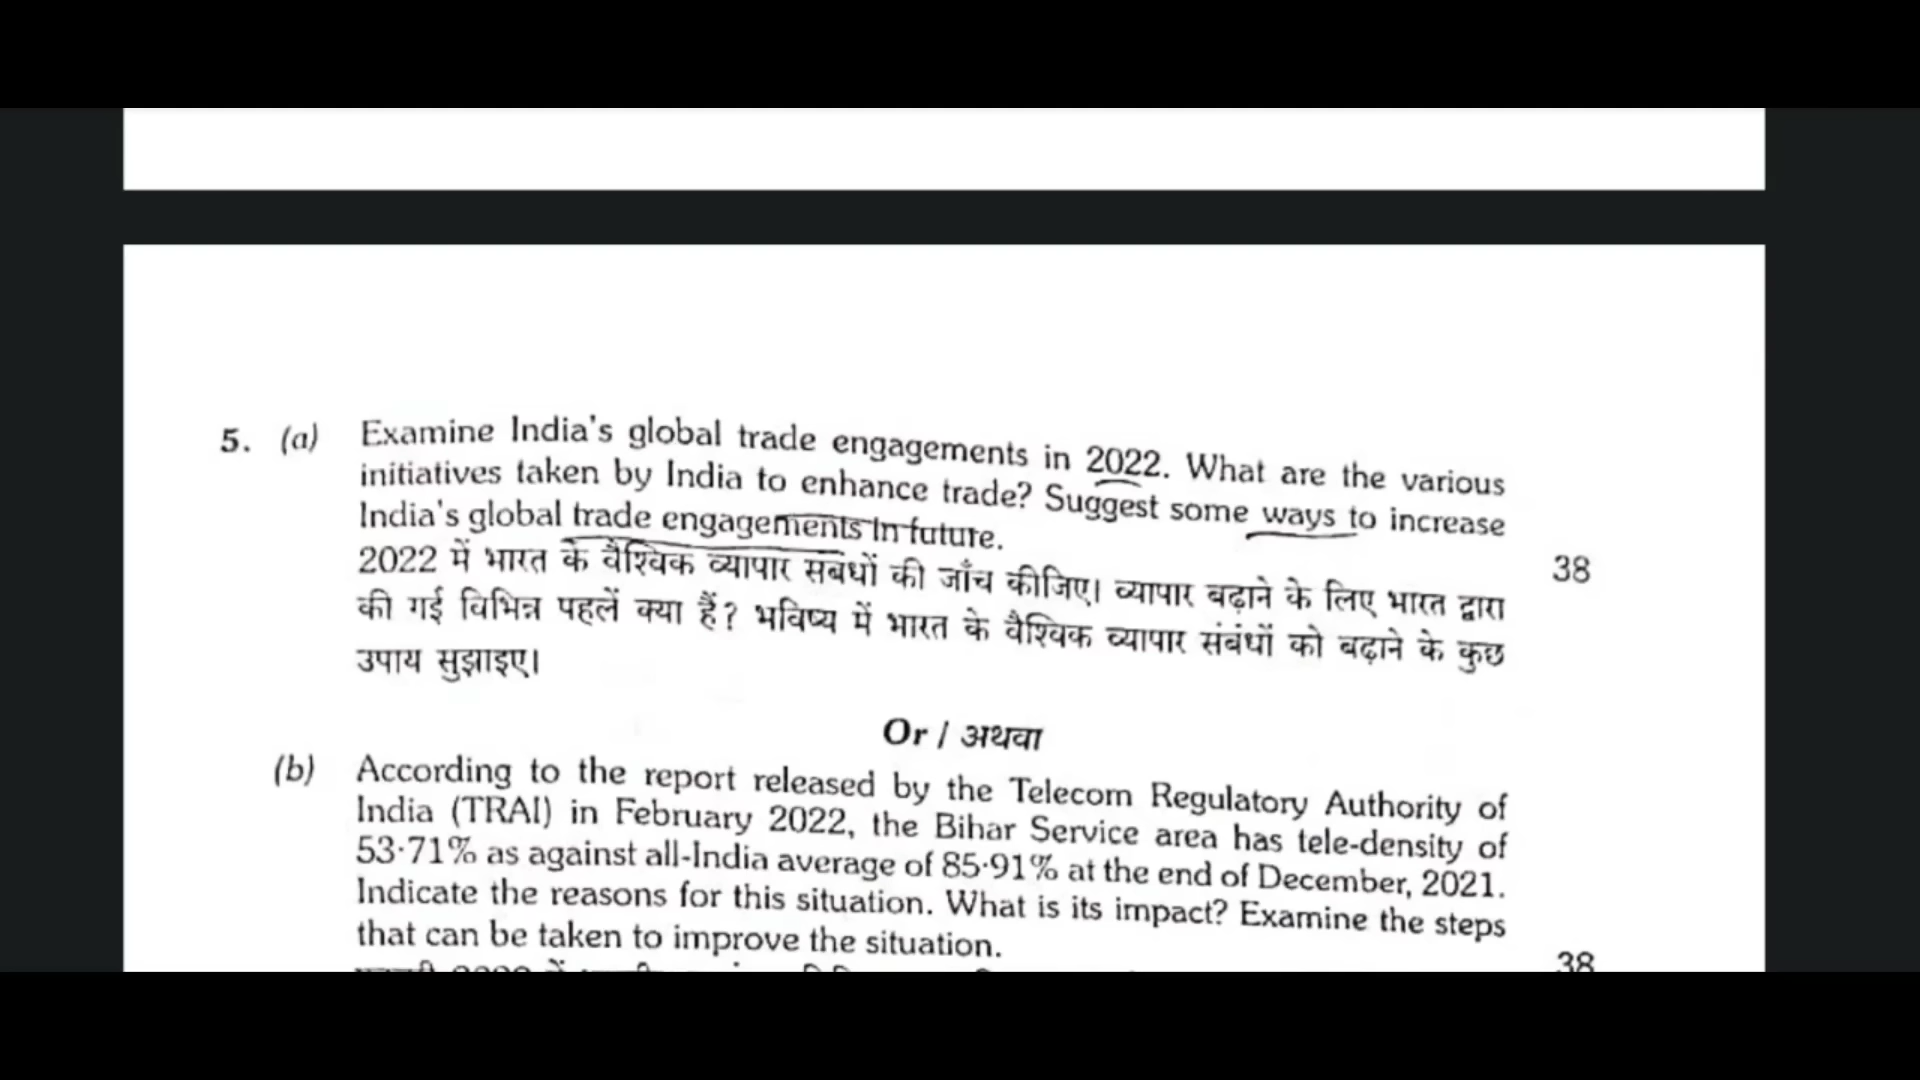 5. (a) Examine India's global trade engagements in 2022. What are the various
initiatives taken by India to enhance trade? Suggest some ways to increase
India's global trade engagements in future.
38
2022 में भारत के वैश्विक व्यापार संबंधों की जाँच कीजिए। व्यापार बढ़ाने के लिए भारत द्वारा
की गई विभिन्न पहलें क्या हैं? भविष्य में भारत के वैश्विक व्यापार संबंधों को बढ़ाने के कुछ
उपाय सुझाइए।
Or / अथवा
(b) According to the report released by the Telecom Regulatory Authority of
India (TRAI) in February 2022, the Bihar Service area has tele-density of
53·71% as against all-India average of 85·91% at the end of December, 2021.
Indicate the reasons for this situation. What is its impact? Examine the steps
that can be taken to improve the situation.
38